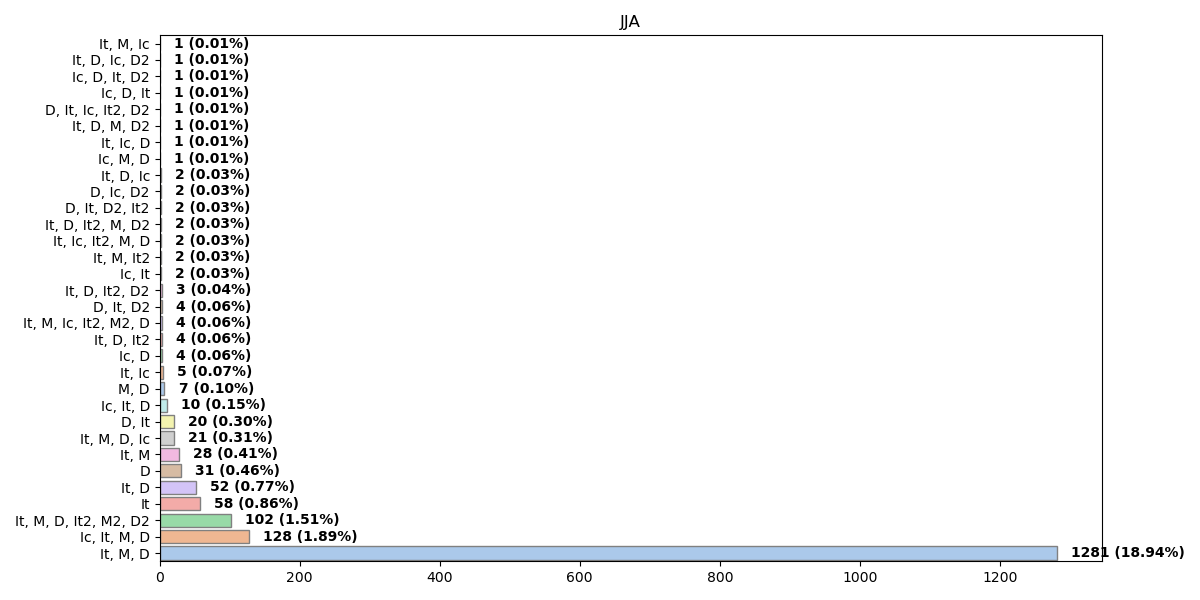 JJA
It, M, Ic 1 (0.01%)
It, D, Ic, D2 1 (0.01%)
Ic, D, It, D2 1 (0.01%)
Ic, D, It 1 (0.01%)
D, It, Ic, It2, D2 1 (0.01%)
It, D, M, D2 1 (0.01%)
It, Ic, D 1 (0.01%)
Ic, M, D 1 (0.01%)
It, D, Ic 2 (0.03%)
D, Ic, D2 2 (0.03%)
D, It, D2, It2 2 (0.03%)
It, D, It2, M, D2 2 (0.03%)
It, Ic, It2, M, D 2 (0.03%)
It, M, It2 2 (0.03%)
Ic, It 2 (0.03%)
It, D, It2, D2 3 (0.04%)
D, It, D2 4 (0.06%)
It, M, Ic, It2, M2, D 4 (0.06%)
It, D, It2 4 (0.06%)
Ic, D 4 (0.06%)
It, Ic 5 (0.07%)
M, D 7 (0.10%)
Ic, It, D 10 (0.15%)
D, It 20 (0.30%)
It, M, D, Ic 21 (0.31%)
It, M 28 (0.41%)
D 31 (0.46%)
It, D 52 (0.77%)
It 58 (0.86%)
It, M, D, It2, M2, D2 102 (1.51%)
Ic, It, M, D 128 (1.89%)
It, M, D 1281 (18.94%)
0 200 400 600 800 1000 1200